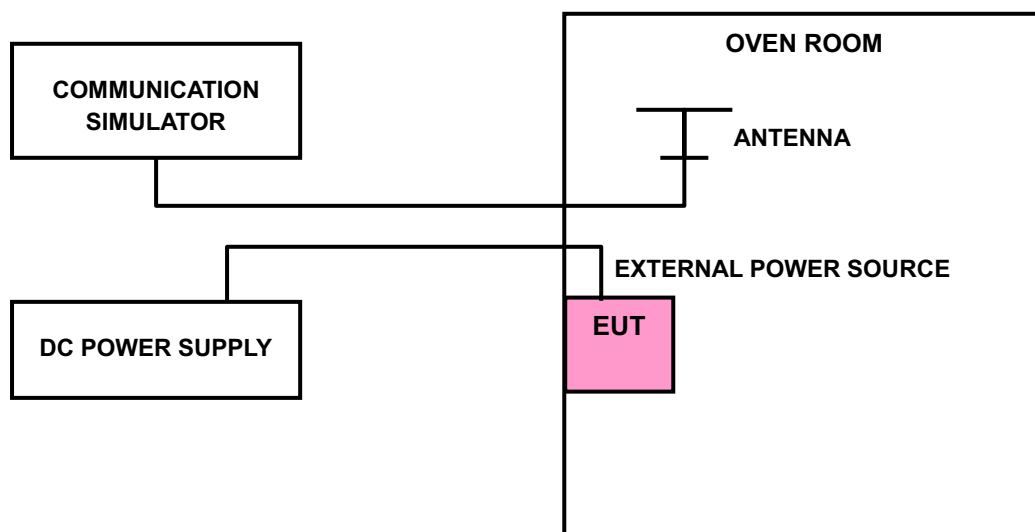 OVEN ROOM
COMMUNICATION
SIMULATOR
ANTENNA
EXTERNAL POWER SOURCE
EUT
DC POWER SUPPLY